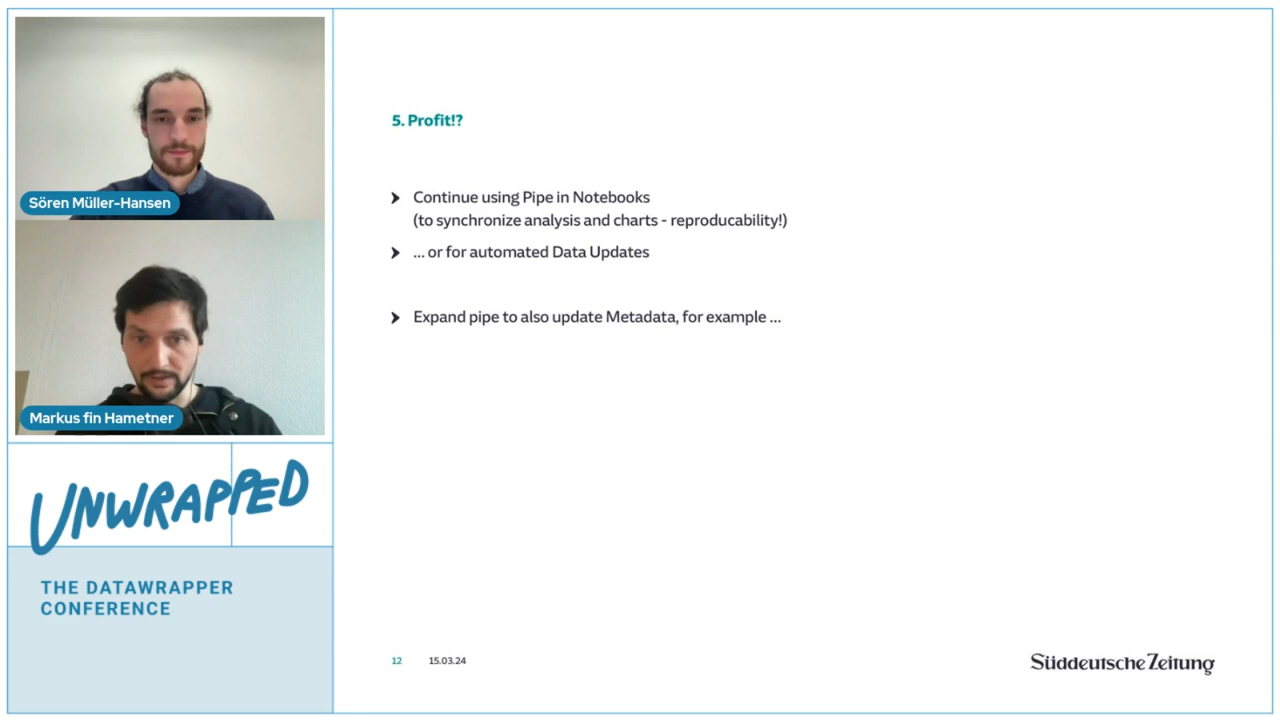 Sören Müller-Hansen
Markus fin Hametner
UNWRAPPED
THE DATAWRAPPER
CONFERENCE
5. Profit!?
Continue using Pipe in Notebooks
(to synchronize analysis and charts - reproducability!)
... or for automated Data Updates
Expand pipe to also update Metadata, for example ...
12 15.03.24
Süddeutsche Zeitung